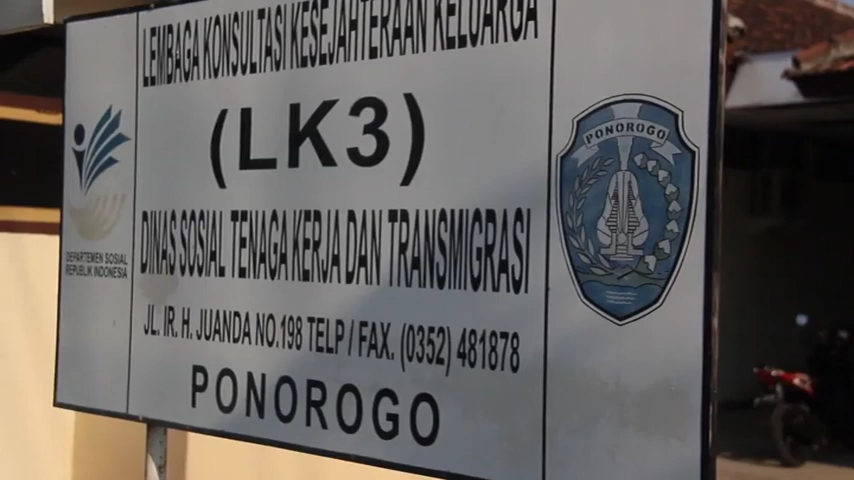 LEMBAGA KONSULTASI KESEJAHTERAAN KELUARGA
(LK3)
DINAS SOSIAL TENAGA KERJA DAN TRANSMIGRASI
JL. IR. H. JUANDA NO.198 TELP / FAX. (0352) 481878
PONOROGO
DEPARTEMEN SOSIAL
REPUBLIK INDONESIA
PONOROGO